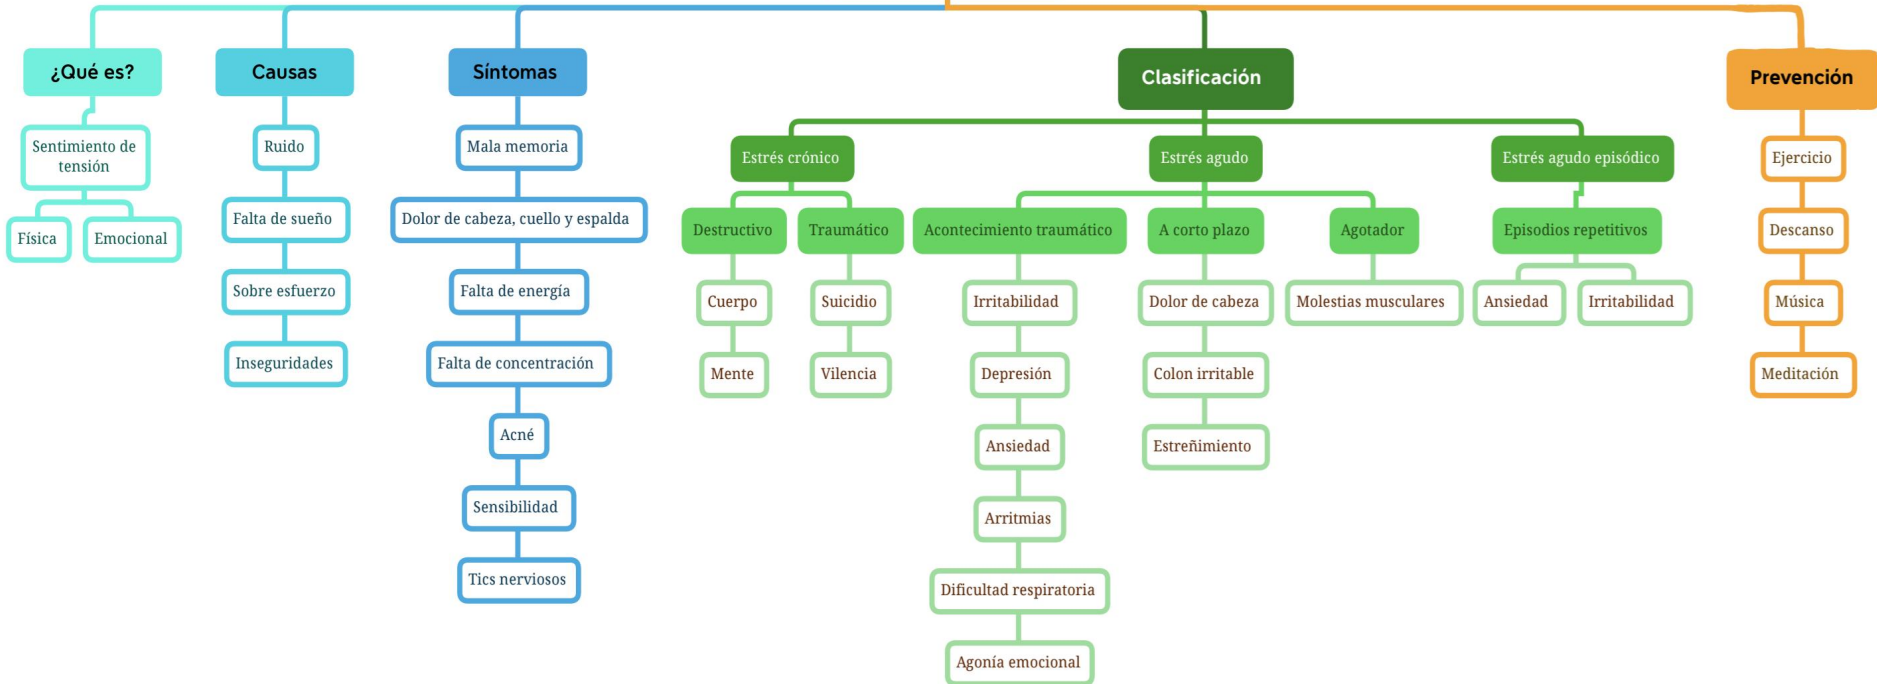 ¿Qué es?
Causas
Síntomas
Clasificación
Prevención
Sentimiento de
tensión
Física
Emocional
Ruido
Falta de sueño
Sobre esfuerzo
Inseguridades
Mala memoria
Dolor de cabeza, cuello y espalda
Falta de energía
Falta de concentración
Acné
Sensibilidad
Tics nerviosos
Estrés crónico
Destructivo
Cuerpo
Mente
Traumático
Suicidio
Vilencia
Estrés agudo
Acontecimiento traumático
Irritabilidad
Depresión
Ansiedad
Arritmias
Dificultad respiratoria
Agonía emocional
A corto plazo
Dolor de cabeza
Colon irritable
Estreñimiento
Agotador
Molestias musculares
Estrés agudo episódico
Episodios repetitivos
Ansiedad
Irritabilidad
Ejercicio
Descanso
Música
Meditación